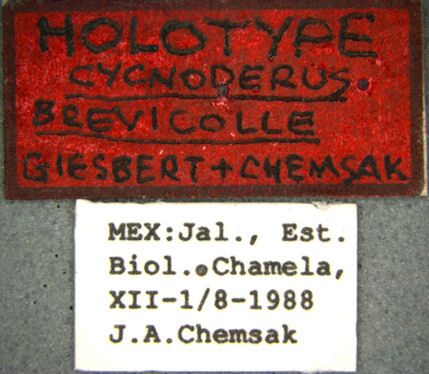 HOLOTYPE
CYCNODERUS
BREVICOLLE
GIESBERT + CHEMSAK
MEX:Jal., Est.
Biol. Chamela,
XII-1/8-1988
J.A.Chemsak